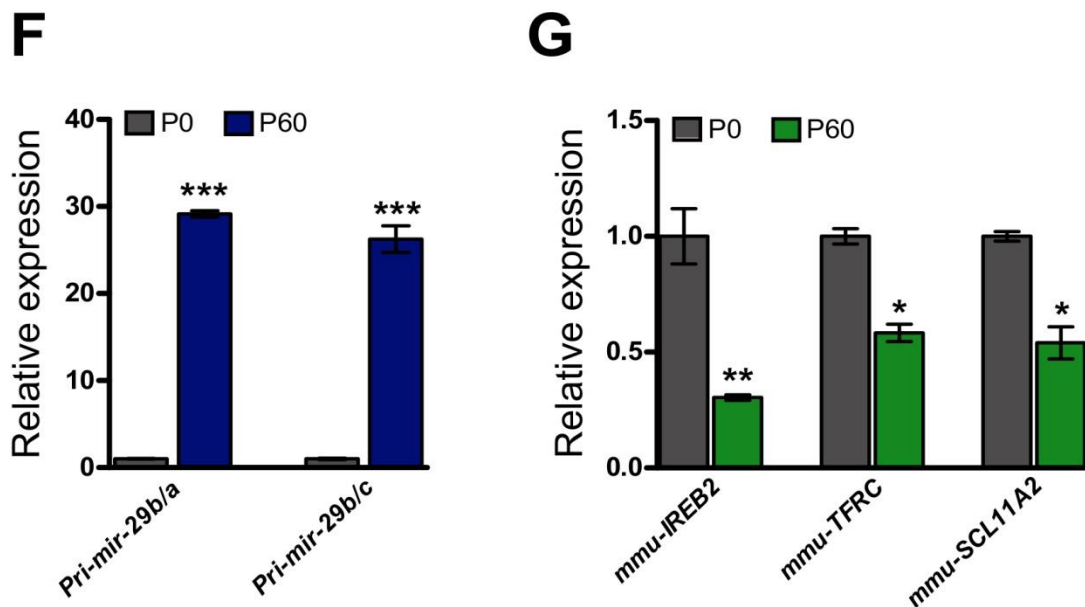 F
P0 P60
Relative expression
40
30
20
10
0
*** ***
Pri-mir-29b/a
Pri-mir-29b/c
G
P0 P60
Relative expression
1.5
1.0
0.5
0.0
** * *
mmu-IREB2
mmu-TFRC
mmu-SCL11A2